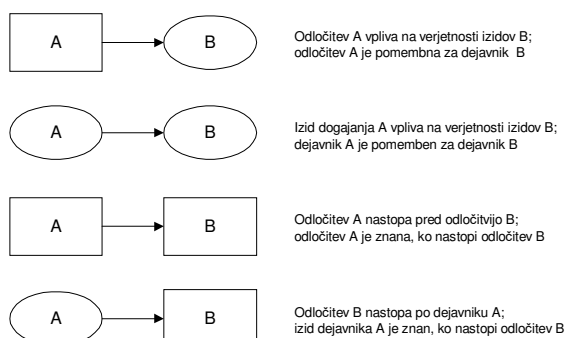 A
B
Odločitev A vpliva na verjetnosti izidov B;
odločitev A je pomembna za dejavnik B
A
B
Izid dogajanja A vpliva na verjetnosti izidov B;
dejavnik A je pomemben za dejavnik B
A
B
Odločitev A nastopa pred odločitvijo B;
odločitev A je znana, ko nastopi odločitev B
A
B
Odločitev B nastopa po dejavniku A;
izid dejavnika A je znan, ko nastopi odločitev B